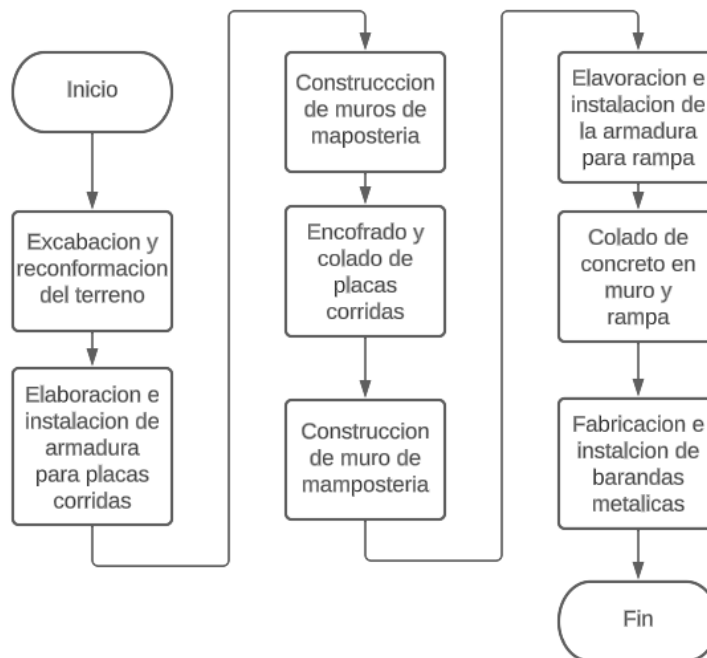 Inicio
Excabacion y
reconformacion
del terreno
Elaboracion e
instalacion de
armadura
para placas
corridas
Construcccion
de muros de
maposteria
Encofrado y
colado de
placas
corridas
Construccion
de muro de
mamposteria
Elavoracion e
instalacion de
la armadura
para rampa
Colado de
concreto en
muro y
rampa
Fabricacion e
instalcion de
barandas
metalicas
Fin